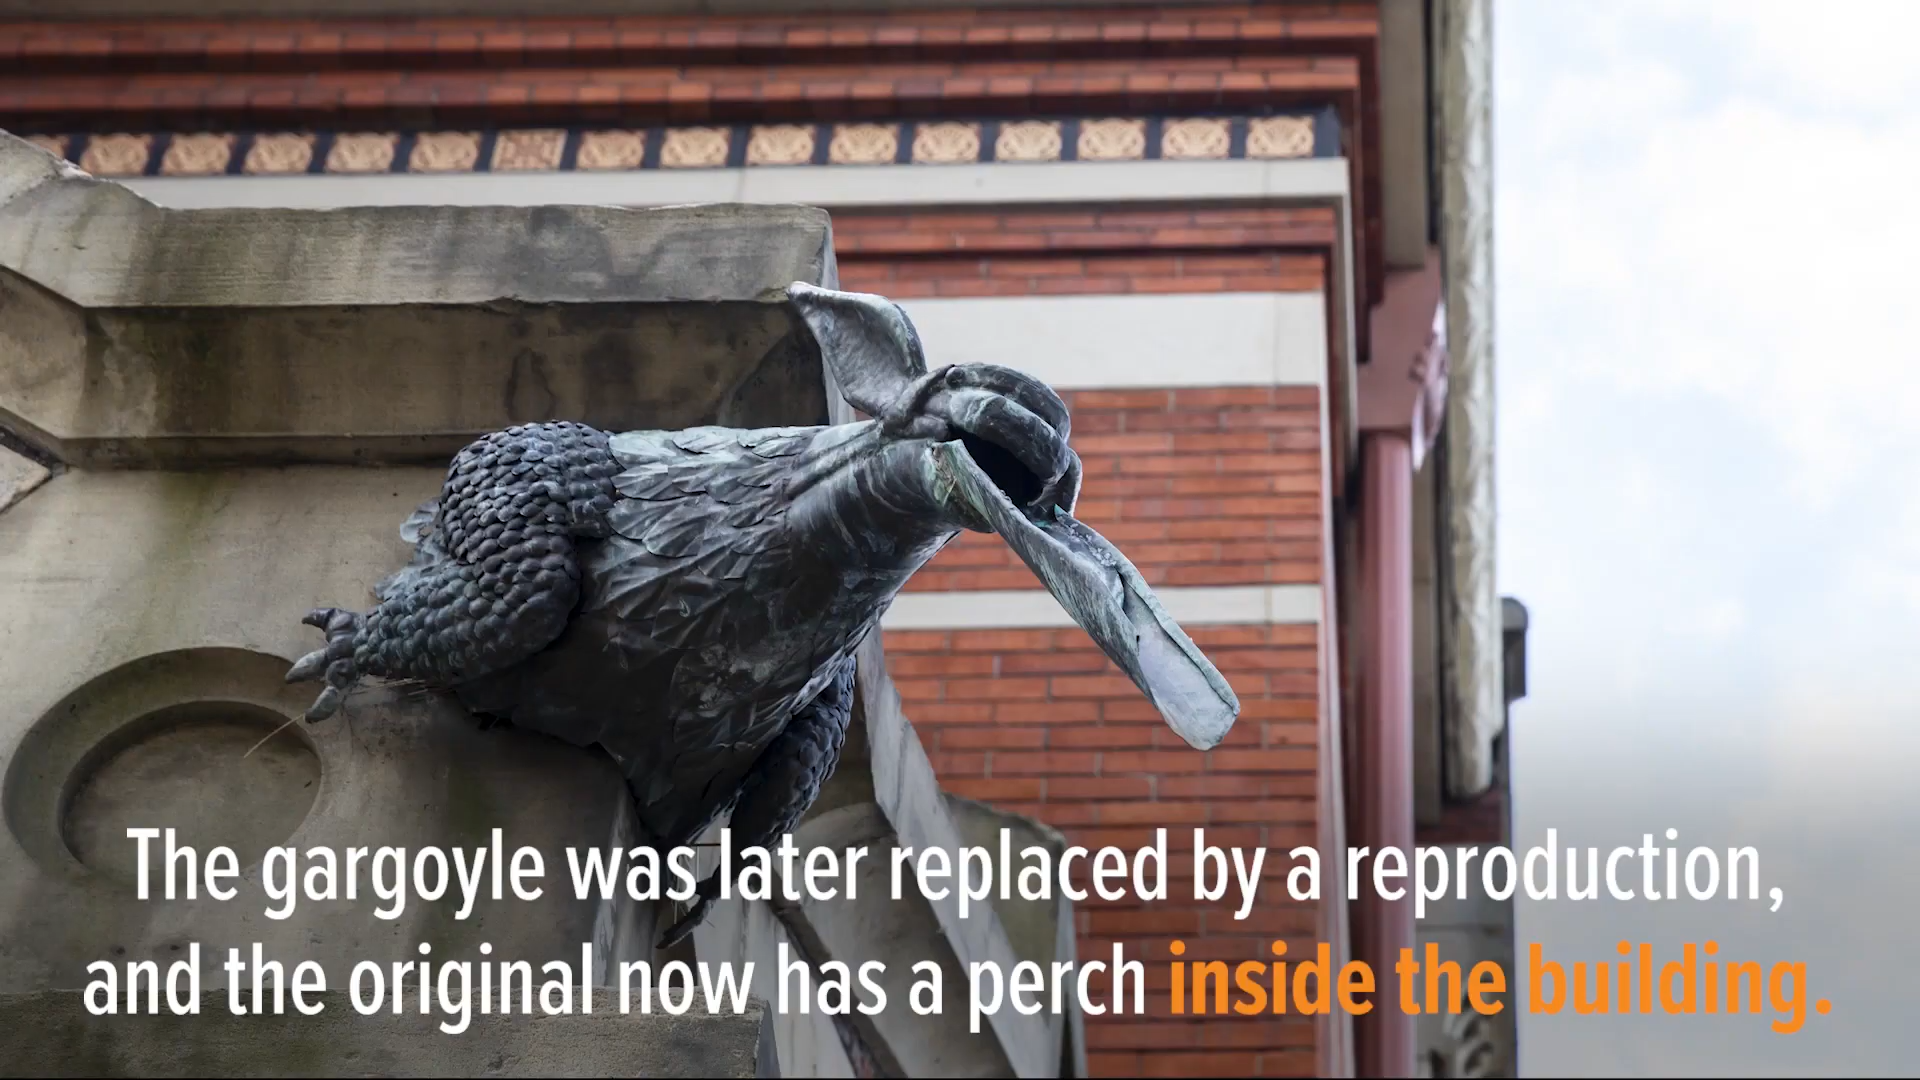 The gargoyle was later replaced by a reproduction,
and the original now has a perch inside the building.